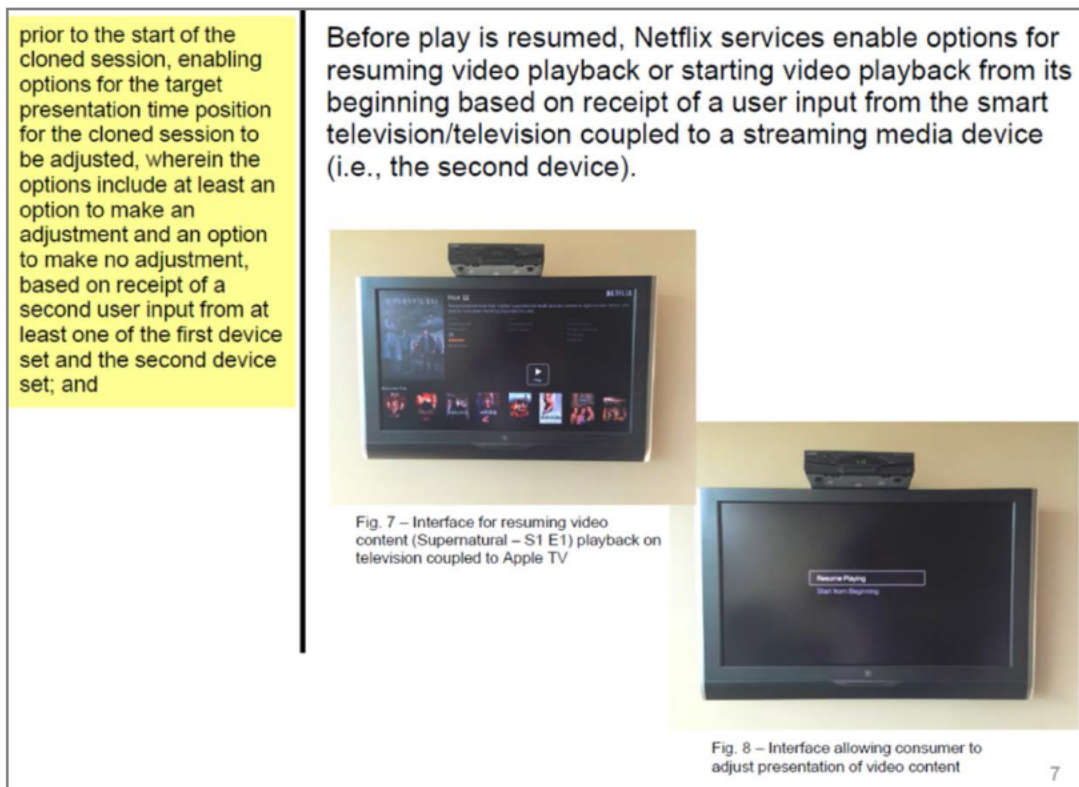 prior to the start of the
cloned session, enabling
options for the target
presentation time position
for the cloned session to
be adjusted, wherein the
options include at least an
option to make an
adjustment and an option
to make no adjustment,
based on receipt of a
second user input from at
least one of the first device
set and the second device
set; and
Before play is resumed, Netflix services enable options for
resuming video playback or starting video playback from its
beginning based on receipt of a user input from the smart
television/television coupled to a streaming media device
(i.e., the second device).
SUPERNATURAL
Pilot
NETFLIX
Play
Fig. 7 – Interface for resuming video
content (Supernatural – S1 E1) playback on
television coupled to Apple TV
Resume Playing
Start from Beginning
Fig. 8 – Interface allowing consumer to
adjust presentation of video content
7